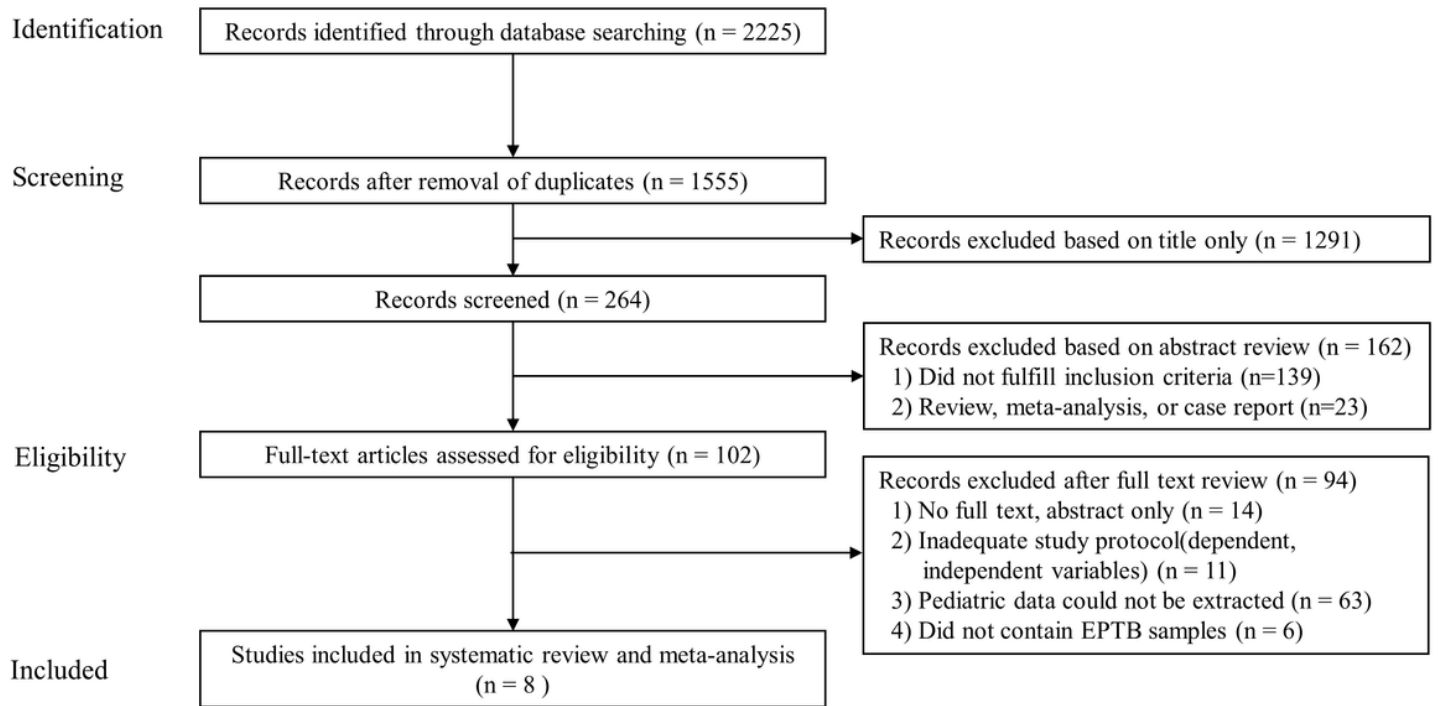 Identification
Records identified through database searching (n = 2225)
Screening
Records after removal of duplicates (n = 1555)
Records excluded based on title only (n = 1291)
Records screened (n = 264)
Records excluded based on abstract review (n = 162)
1) Did not fulfill inclusion criteria (n=139)
2) Review, meta-analysis, or case report (n=23)
Eligibility
Full-text articles assessed for eligibility (n = 102)
Records excluded after full text review (n = 94)
1) No full text, abstract only (n = 14)
2) Inadequate study protocol(dependent,
independent variables) (n = 11)
3) Pediatric data could not be extracted (n = 63)
4) Did not contain EPTB samples (n = 6)
Included
Studies included in systematic review and meta-analysis
(n = 8 )